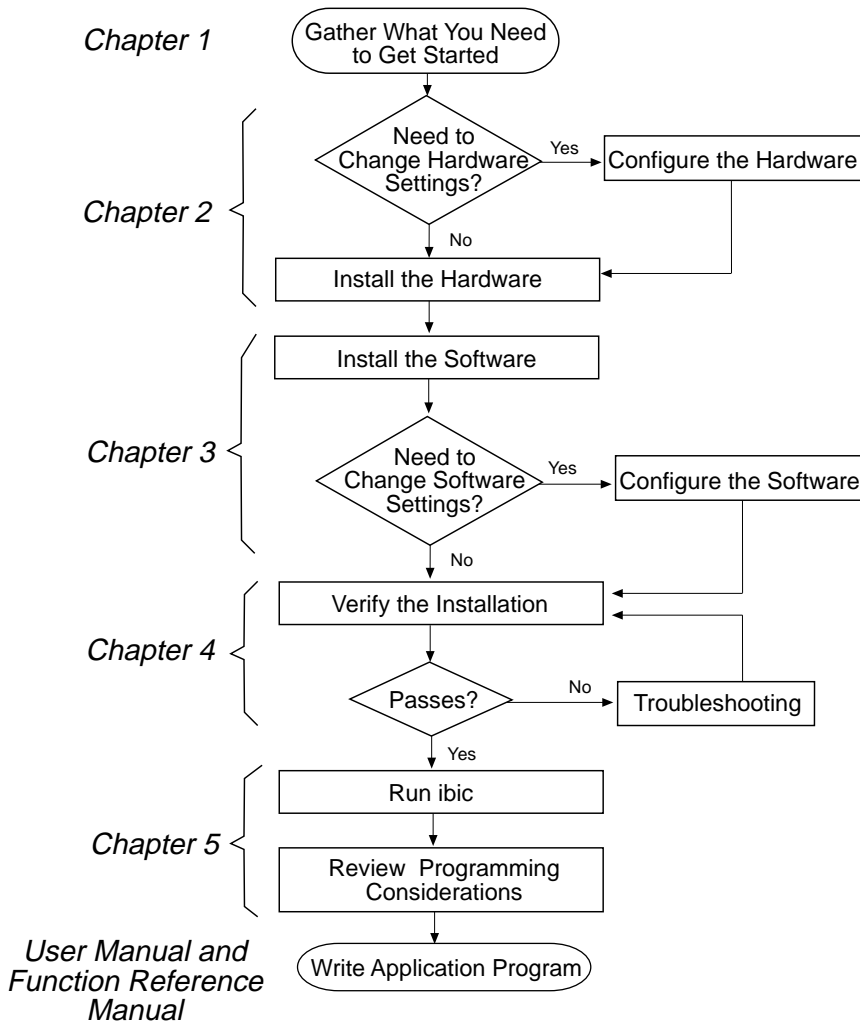 Chapter 1
Gather What You Need
to Get Started
Need to
Change Hardware
Settings?
Yes
Configure the Hardware
Chapter 2
No
Install the Hardware
Install the Software
Chapter 3
Need to
Change Software
Settings?
Yes
Configure the Software
No
Verify the Installation
Chapter 4
Passes?
No
Troubleshooting
Yes
Run ibic
Chapter 5
Review Programming
Considerations
User Manual and
Function Reference
Manual
Write Application Program